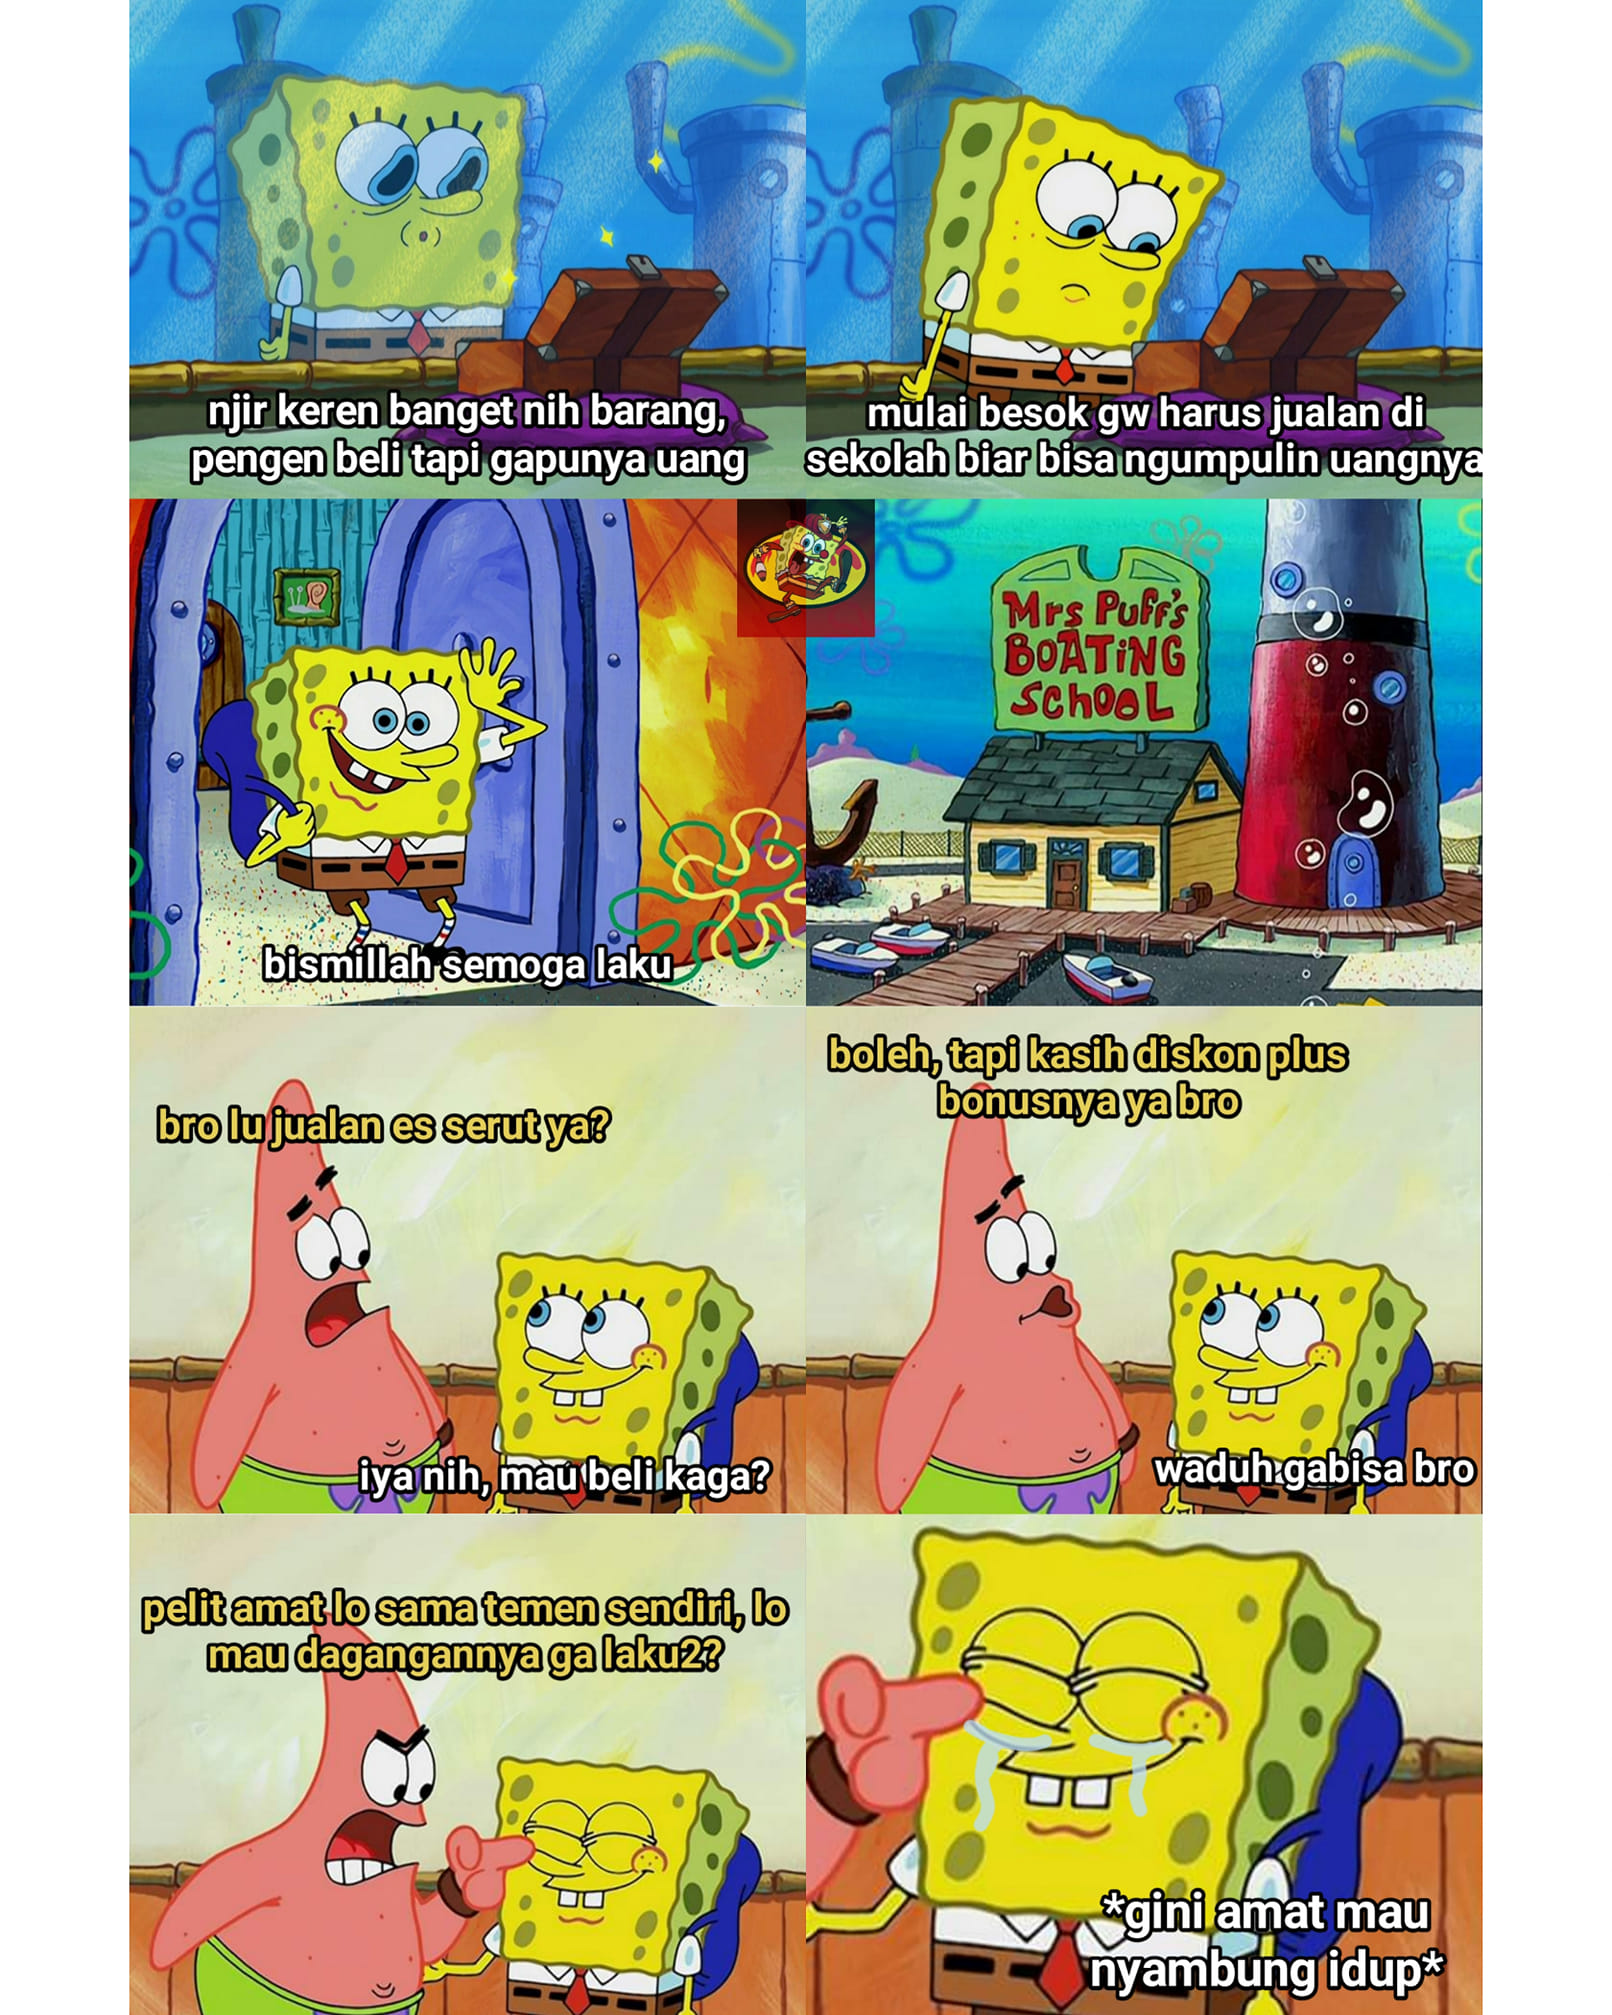 njir keren banget nih barang,
pengen beli tapi gapunya uang
mulai besok gw harus jualan di
sekolah biar bisa ngumpulin uangnya
bismillah semoga laku
Mrs Puff's
BOATiNG
SchooL
bro lu jualan es serut ya?
iya nih, mau beli kaga?
boleh, tapi kasih diskon plus
bonusnya ya bro
waduh gabisa bro
pelit amat lo sama temen sendiri, lo
mau dagangannya ga laku2?
*gini amat mau
nyambung idup*